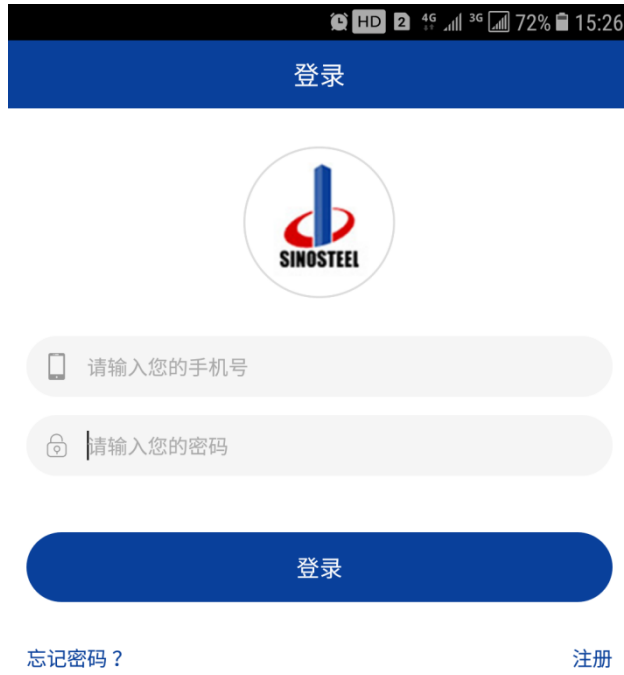 HD 2 4G 3G 72% 15:26
登录
SINOSTEEL
请输入您的手机号
请输入您的密码
登录
忘记密码？ 注册